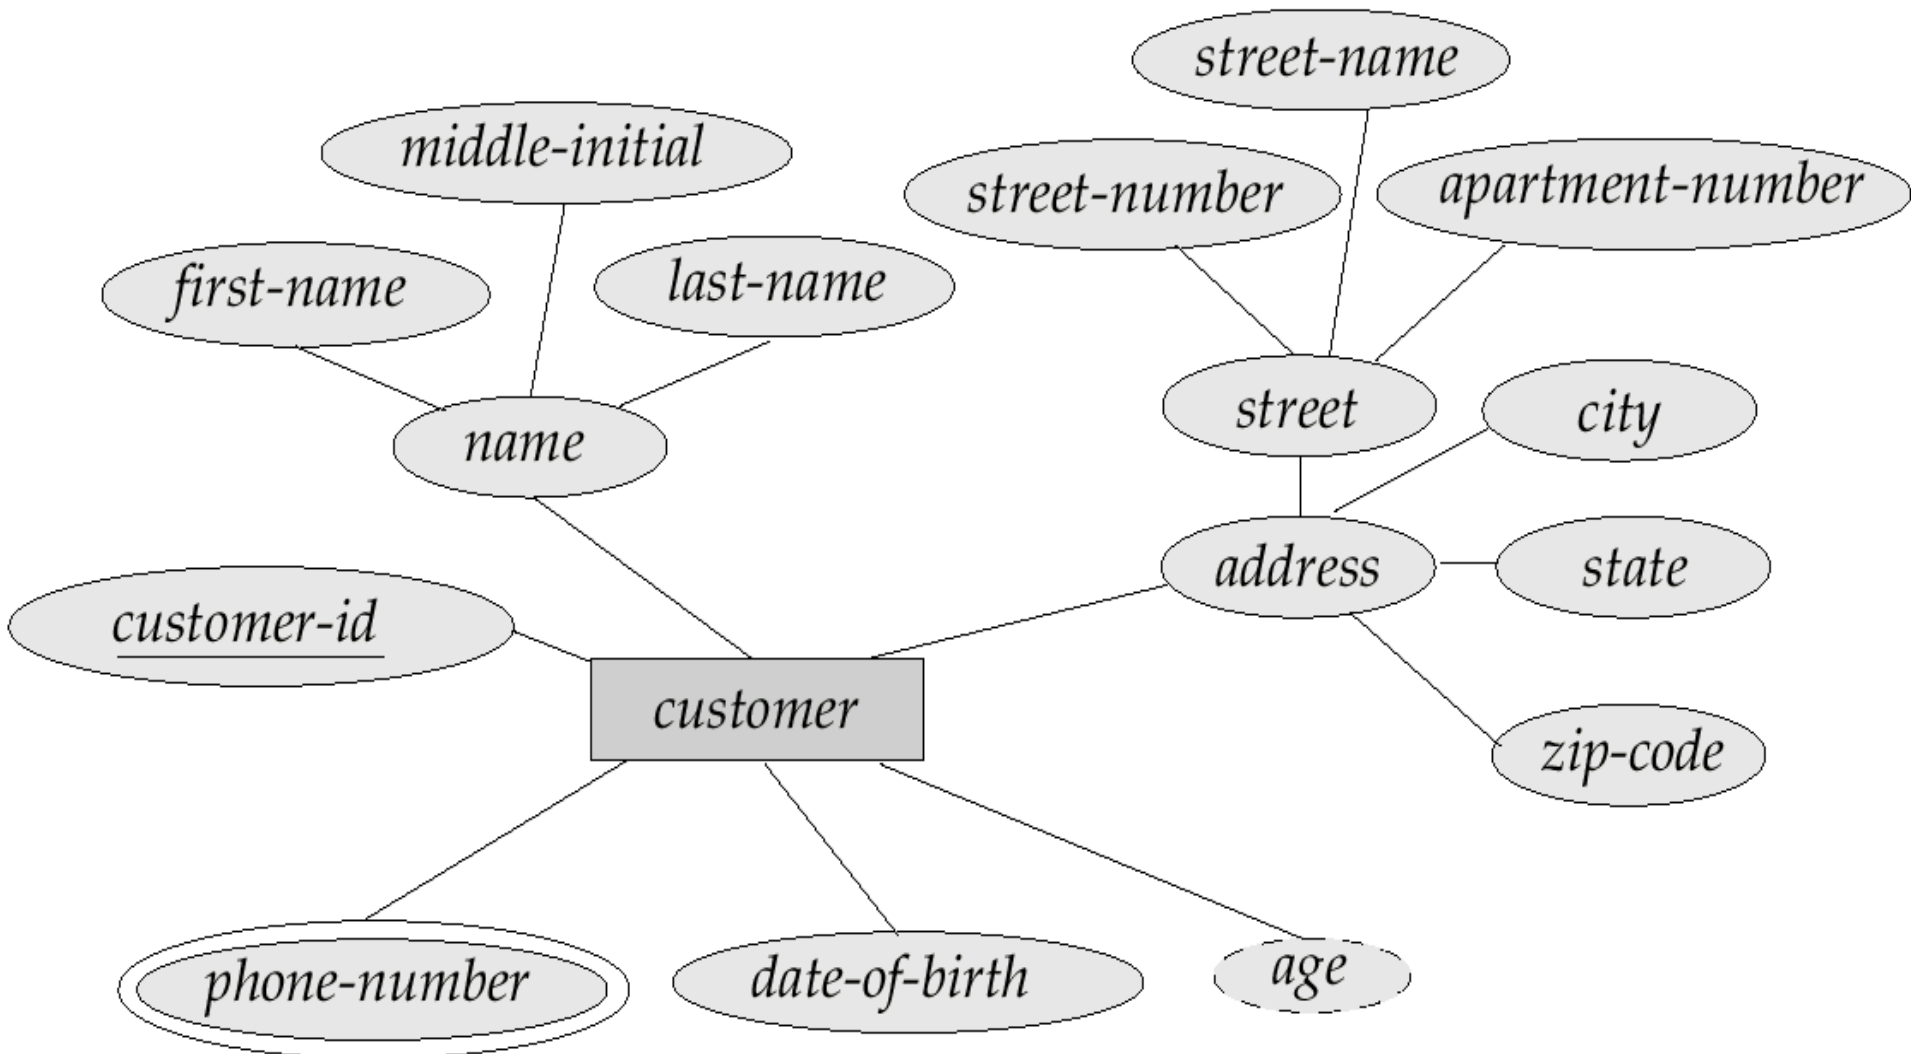 street-name
middle-initial
street-number
apartment-number
first-name
last-name
street
city
name
address
state
customer-id
customer
zip-code
phone-number
date-of-birth
age